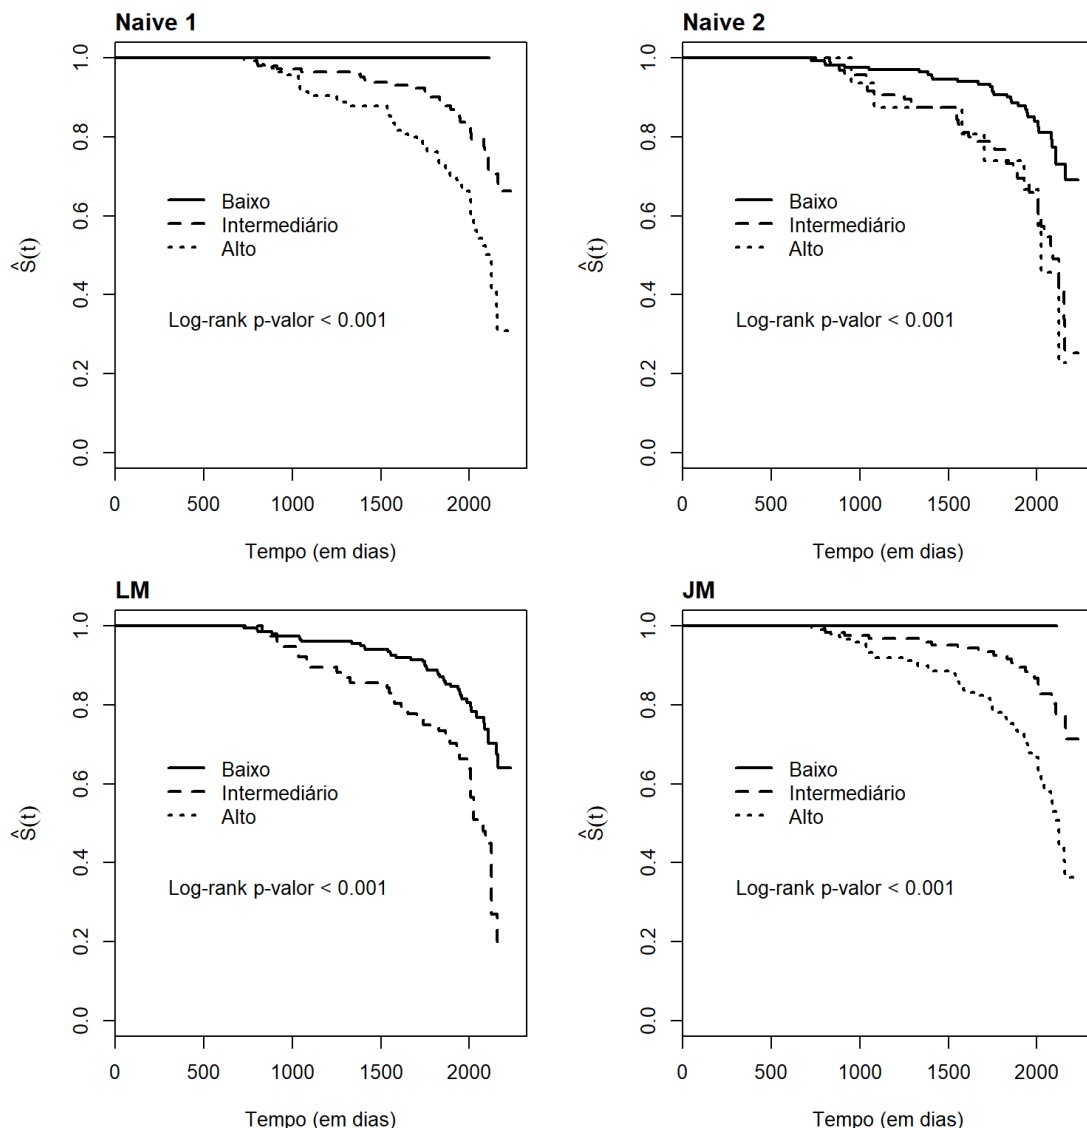 Naive 1
Ŝ(t)
1.0
0.8
0.6
0.4
0.2
0.0
Baixo
Intermediário
Alto
Log-rank p-valor < 0.001
0 500 1000 1500 2000
Tempo (em dias)
Naive 2
Ŝ(t)
1.0
0.8
0.6
0.4
0.2
0.0
Baixo
Intermediário
Alto
Log-rank p-valor < 0.001
0 500 1000 1500 2000
Tempo (em dias)
LM
Ŝ(t)
1.0
0.8
0.6
0.4
0.2
0.0
Baixo
Intermediário
Alto
Log-rank p-valor < 0.001
0 500 1000 1500 2000
Tempo (em dias)
JM
Ŝ(t)
1.0
0.8
0.6
0.4
0.2
0.0
Baixo
Intermediário
Alto
Log-rank p-valor < 0.001
0 500 1000 1500 2000
Tempo (em dias)